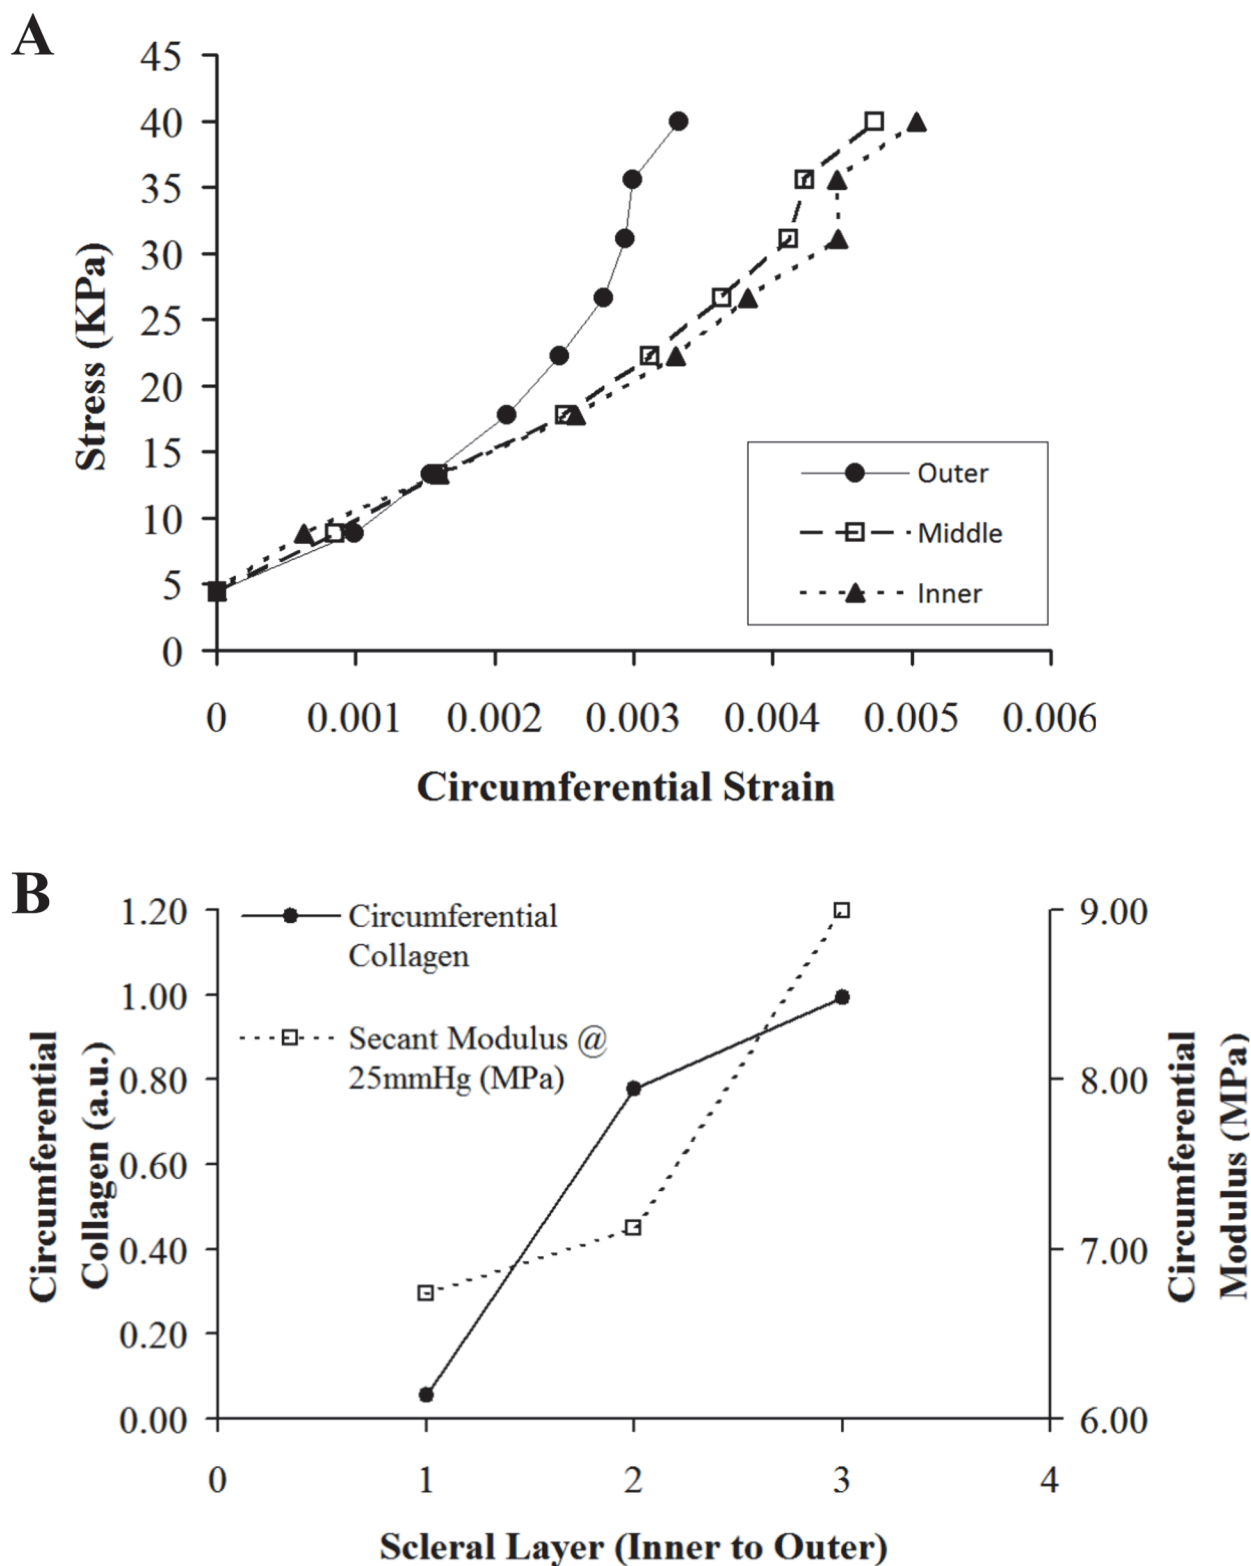 A
45
40
35
30
25
20
15
10
5
0
Stress (KPa)
Outer
Middle
Inner
0 0.001 0.002 0.003 0.004 0.005 0.006
Circumferential Strain
B
1.20
1.00
0.80
0.60
0.40
0.20
0.00
Circumferential
Collagen (a.u.)
Circumferential
Collagen
Secant Modulus @
25mmHg (MPa)
9.00
8.00
7.00
6.00
Circumferential
Modulus (MPa)
0 1 2 3 4
Scleral Layer (Inner to Outer)